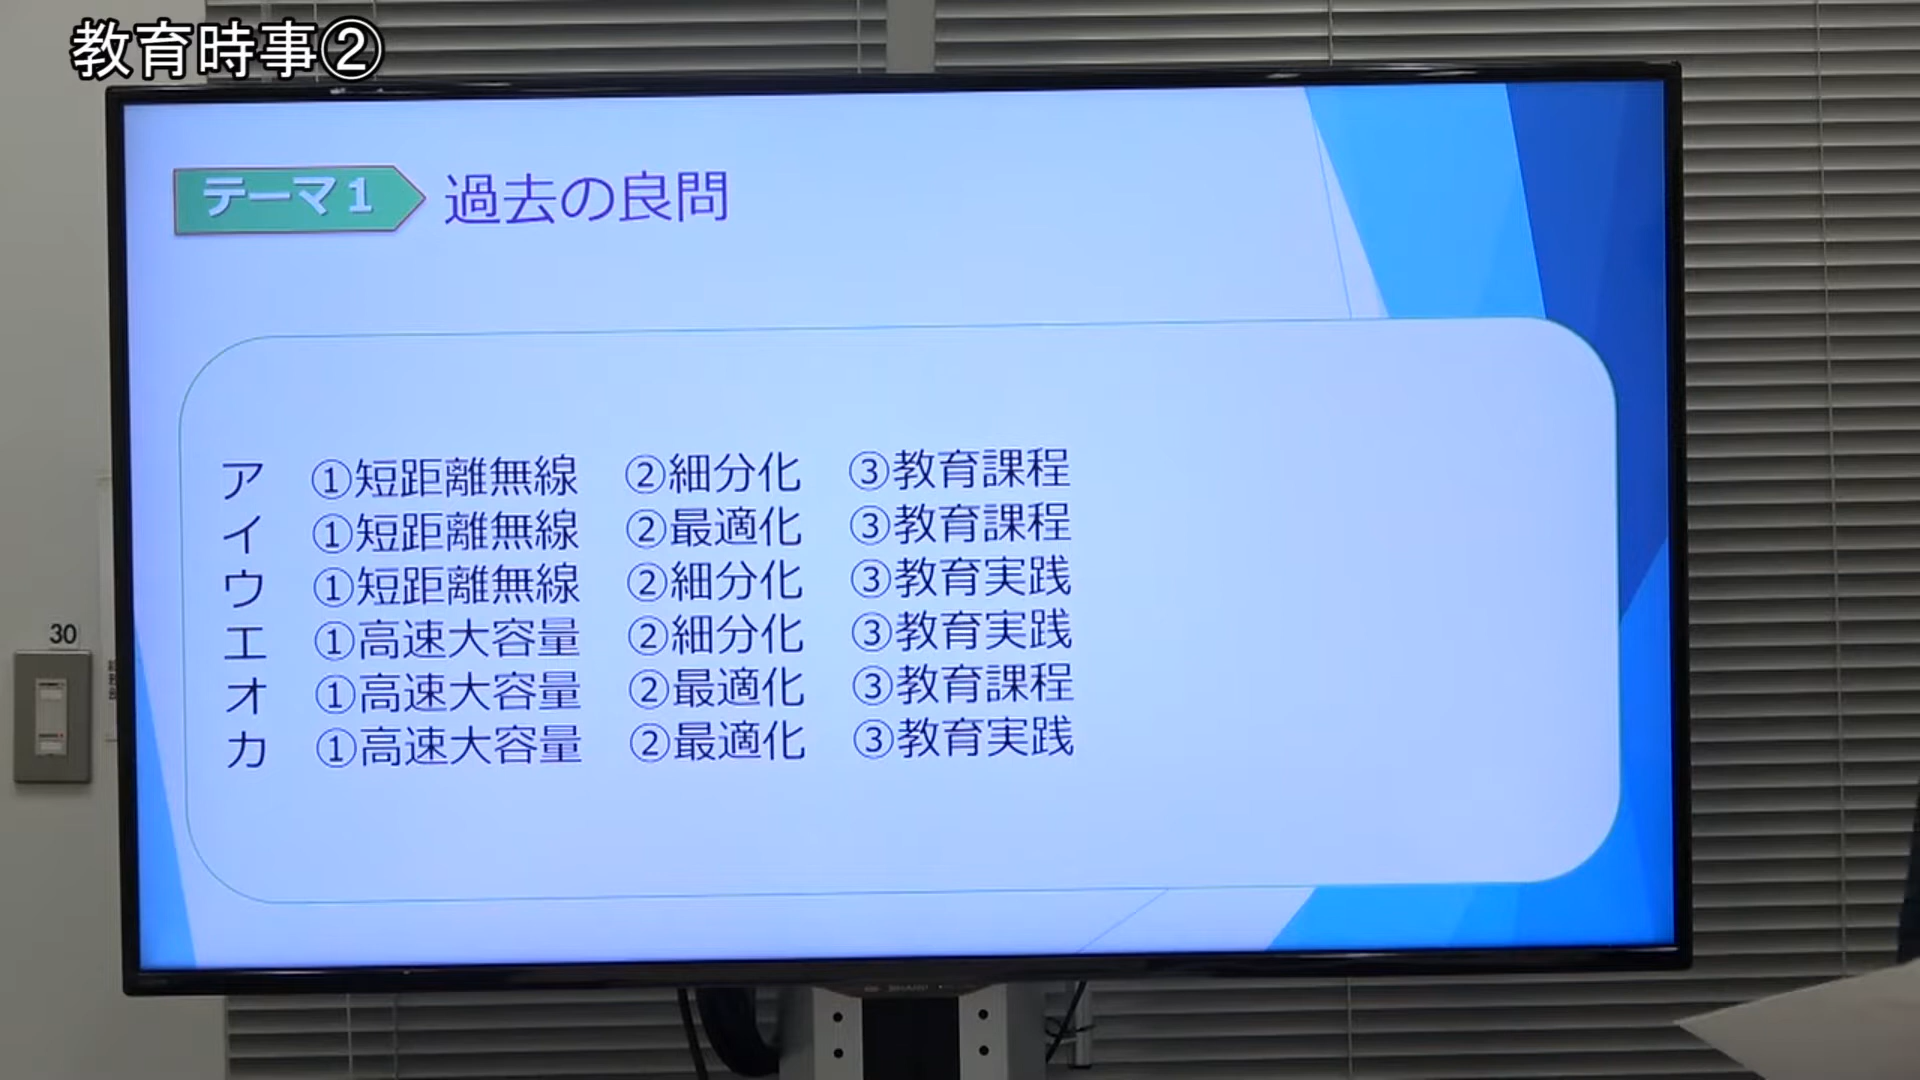 教育時事②
テーマ1 過去の良問
ア ①短距離無線 ②細分化 ③教育課程
イ ①短距離無線 ②最適化 ③教育課程
ウ ①短距離無線 ②細分化 ③教育実践
エ ①高速大容量 ②細分化 ③教育実践
オ ①高速大容量 ②最適化 ③教育課程
カ ①高速大容量 ②最適化 ③教育実践
30
SHARP